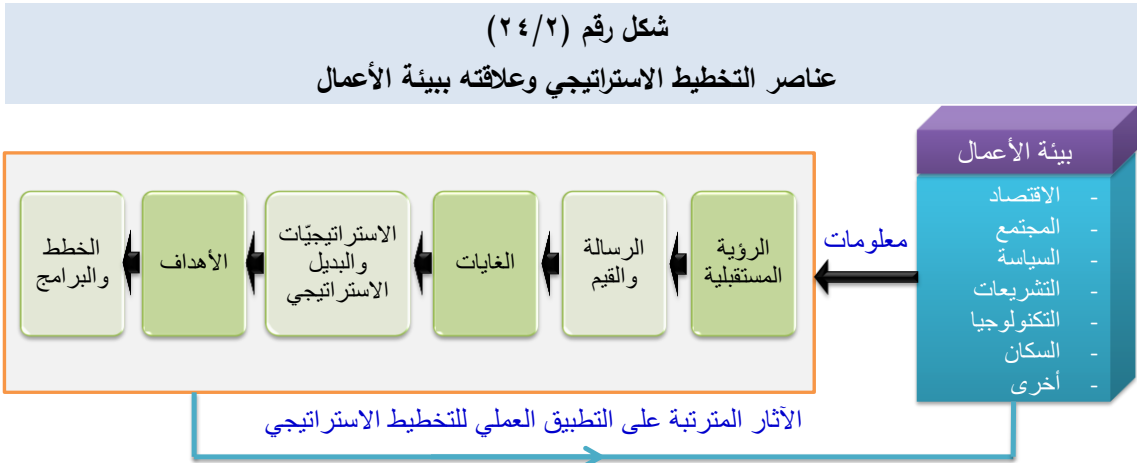 شكل رقم (٢٤/٢)
عناصر التخطيط الاستراتيجي وعلاقته ببيئة الأعمال
بيئة الأعمال
- الاقتصاد
- المجتمع
- السياسة
- التشريعات
- التكنولوجيا
- السكان
- أخرى
معلومات
الرؤية
المستقبلية
الرسالة
والقيم
الغايات
الاستراتيجيّات
والبديل
الاستراتيجي
الأهداف
الخطط
والبرامج
الآثار المترتبة على التطبيق العملي للتخطيط الاستراتيجي